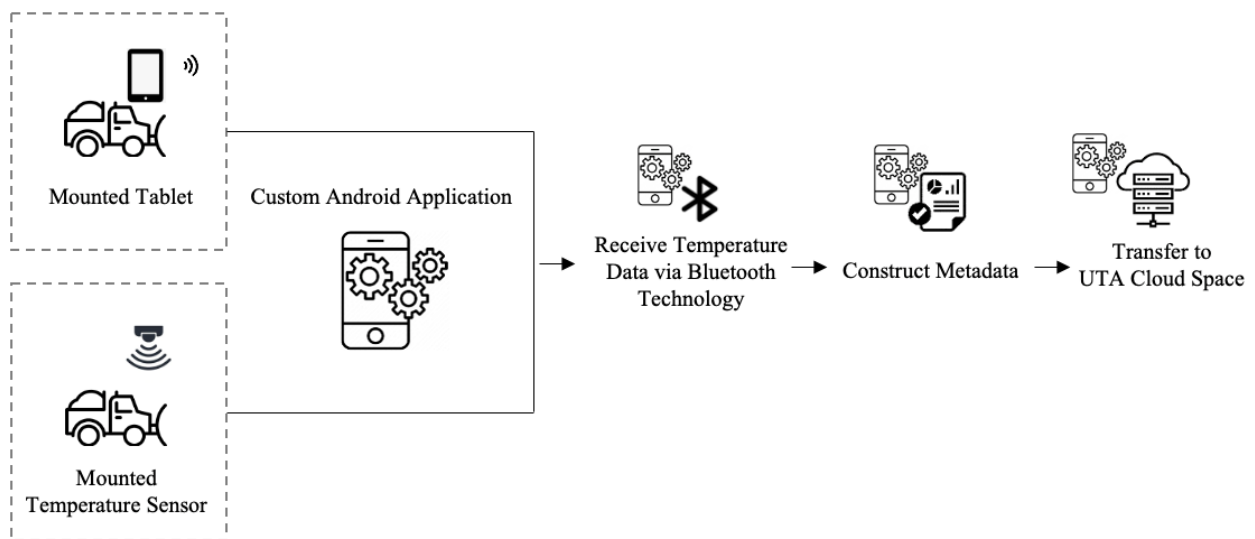 Mounted Tablet
Custom Android Application
Mounted
Temperature Sensor
Receive Temperature
Data via Bluetooth
Technology
Construct Metadata
Transfer to
UTA Cloud Space